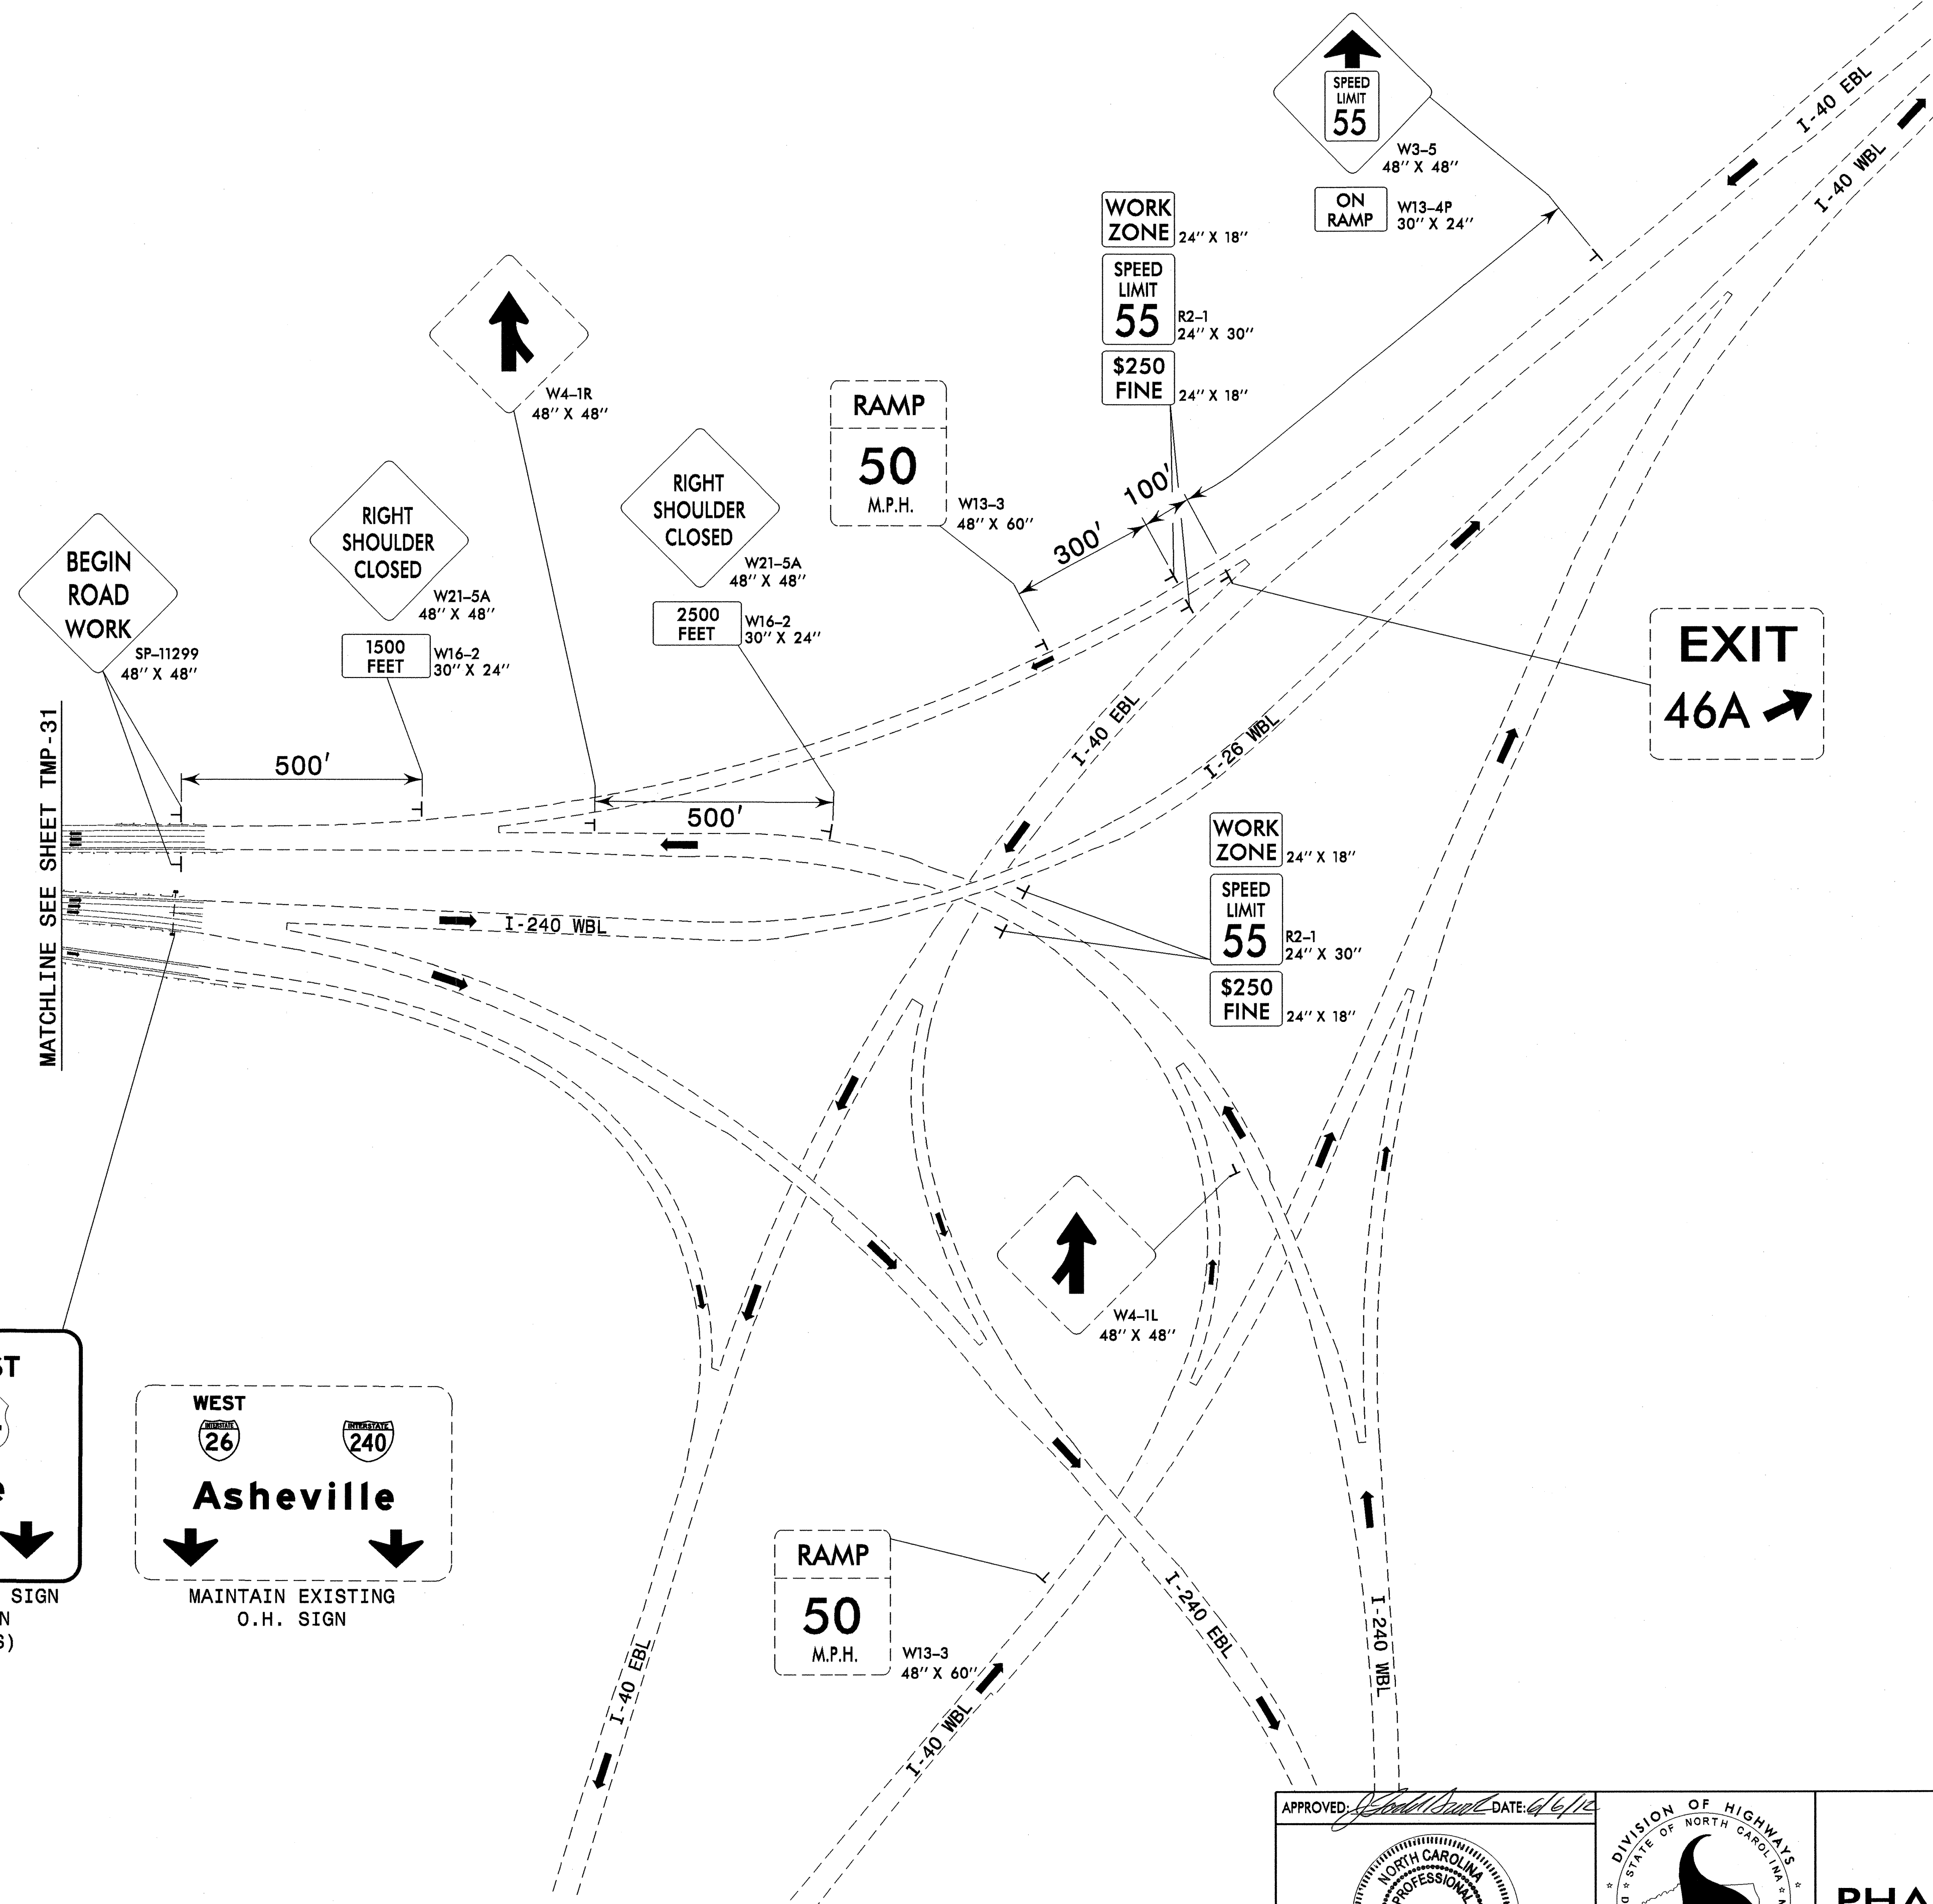 SPEED
LIMIT
55
W3-5
48" X 48"
ON
RAMP
W13-4P
30" X 24"
I-40 EBL
I-40 WBL
WORK
ZONE
24" X 18"
SPEED
LIMIT
55
R2-1
24" X 30"
$250
FINE
24" X 18"
W4-1R
48" X 48"
RAMP
50
M.P.H.
W13-3
48" X 60"
100'
300'
RIGHT
SHOULDER
CLOSED
W21-5A
48" X 48"
2500
FEET
W16-2
30" X 24"
RIGHT
SHOULDER
CLOSED
W21-5A
48" X 48"
1500
FEET
W16-2
30" X 24"
BEGIN
ROAD
WORK
SP-11299
48" X 48"
EXIT
46A
MATCHLINE SEE SHEET TMP-31
500'
500'
I-40 EBL
I-26 WBL
I-240 WBL
WORK
ZONE
24" X 18"
SPEED
LIMIT
55
R2-1
24" X 30"
$250
FINE
24" X 18"
W4-1L
48" X 48"
ST
e
SIGN
N
S)
WEST
INTERSTATE
26
INTERSTATE
240
Asheville
MAINTAIN EXISTING
O.H. SIGN
RAMP
50
M.P.H.
W13-3
48" X 60"
I-40 EBL
I-40 WBL
I-240 EBL
I-240 WBL
APPROVED:
DATE: 6/6/12
NORTH CAROLINA
PROFESSIONAL
DIVISION OF HIGHWAYS
STATE OF NORTH CAROLINA
PHA